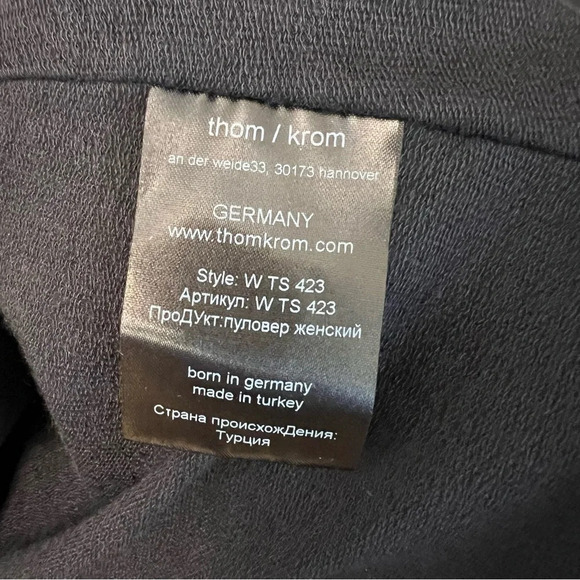 thom / krom
an der weide33, 30173 hannover
GERMANY
www.thomkrom.com
Style: W TS 423
Артикул: W TS 423
ПроДУкт:пуловер женский
born in germany
made in turkey
Страна происхожДения:
Турция